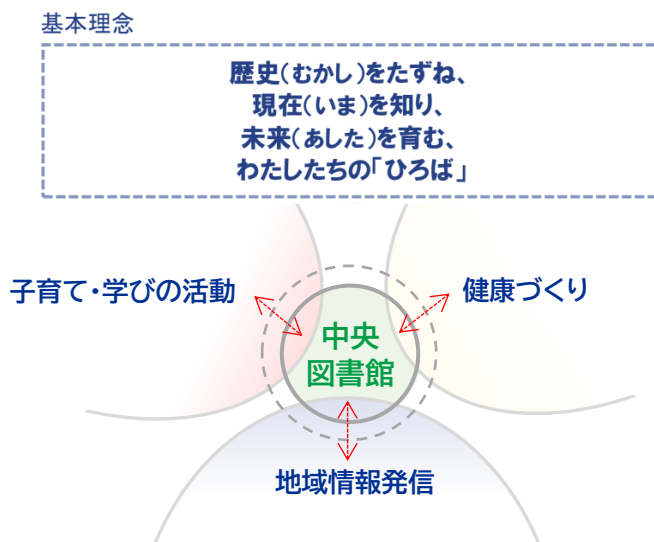 基本理念
歴史(むかし)をたずね、
現在(いま)を知り、
未来(あした)を育む、
わたしたちの「ひろば」
子育て・学びの活動
健康づくり
中央
図書館
地域情報発信